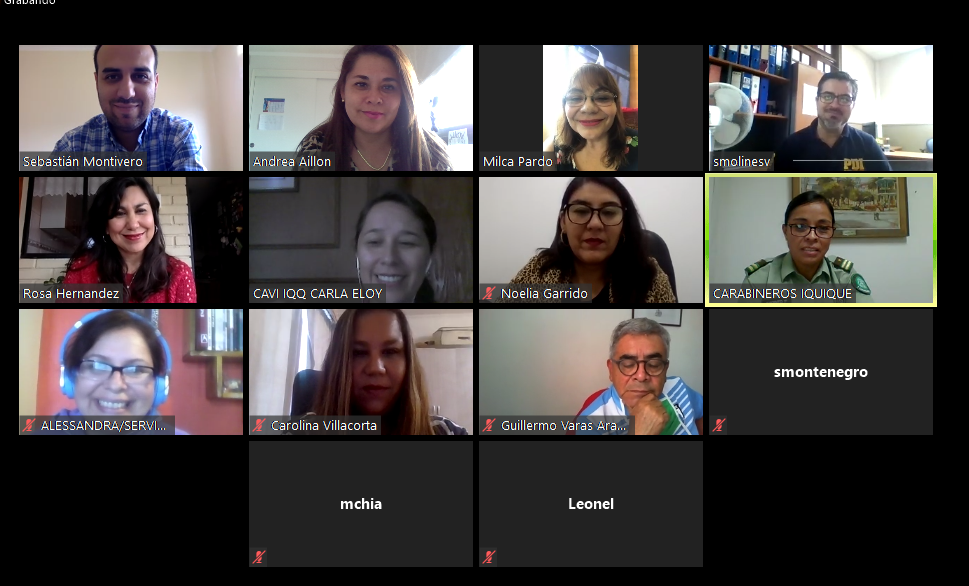 Grabando
Sebastián Montivero
Andrea Aillon
Milca Pardo
smolinesv
PDI
Rosa Hernandez
CAVI IQQ CARLA ELOY
Noelia Garrido
CARABINEROS IQUIQUE
ALESSANDRA/SERVI...
Carolina Villacorta
Guillermo Varas Ara...
smontenegro
mchia
Leonel